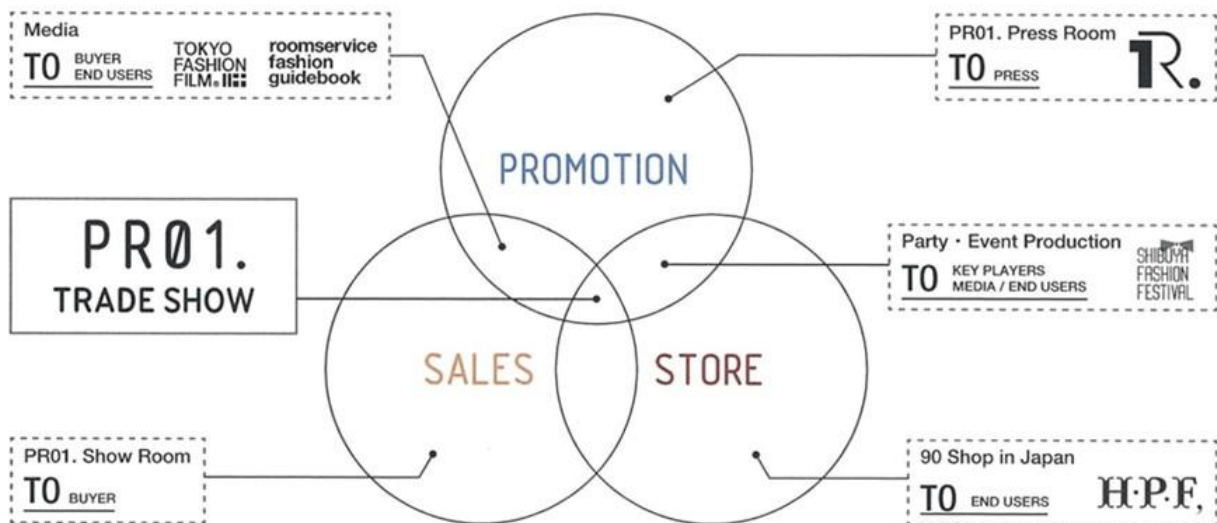 Media
TO BUYER
END USERS
TOKYO
FASHION
FILM
roomservice
fashion
guidebook
PR01. Press Room
TO PRESS
1R.
PROMOTION
PR01.
TRADE SHOW
Party・Event Production
TO KEY PLAYERS
MEDIA / END USERS
SHIBUYA
FASHION
FESTIVAL
SALES
STORE
PR01. Show Room
TO BUYER
90 Shop in Japan
TO END USERS
H·P·F,